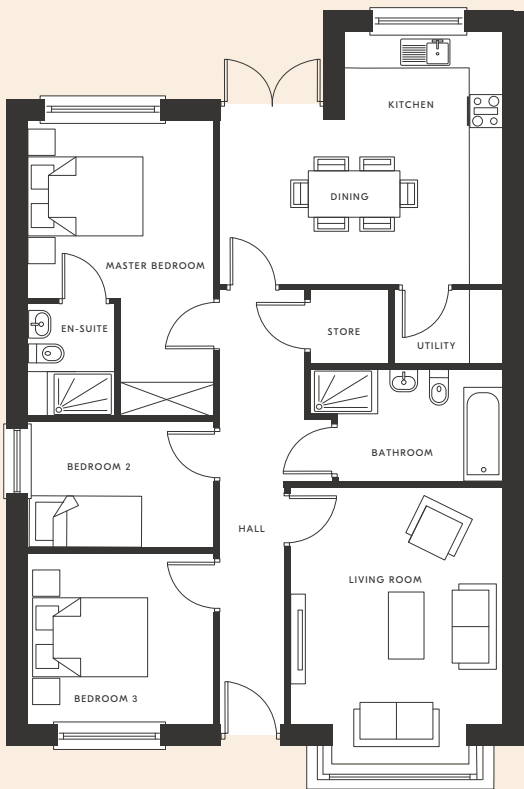 KITCHEN
DINING
MASTER BEDROOM
EN-SUITE
STORE
UTILITY
BATHROOM
BEDROOM 2
HALL
LIVING ROOM
BEDROOM 3